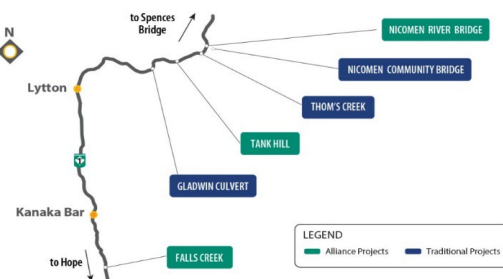 to Spences
Bridge
NICOMEN RIVER BRIDGE
N
NICOMEN COMMUNITY BRIDGE
Lytton
THOM'S CREEK
TANK HILL
GLADWIN CULVERT
Kanaka Bar
LEGEND
Alliance Projects
Traditional Projects
to Hope
FALLS CREEK